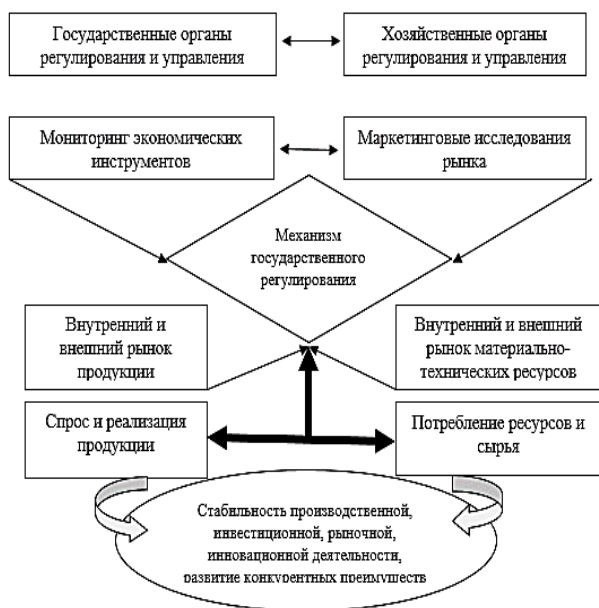 Государственные органы
регулирования и управления
Хозяйственные органы
регулирования и управления
Мониторинг экономических
инструментов
Маркетинговые исследования
рынка
Механизм
государственного
регулирования
Внутренний и
внешний рынок
продукции
Внутренний и внешний
рынок материально-
технических ресурсов
Спрос и реализация
продукции
Потребление ресурсов и
сырья
Стабильность производственной,
инвестиционной, рыночной,
инновационной деятельности,
развитие конкурентных преимуществ